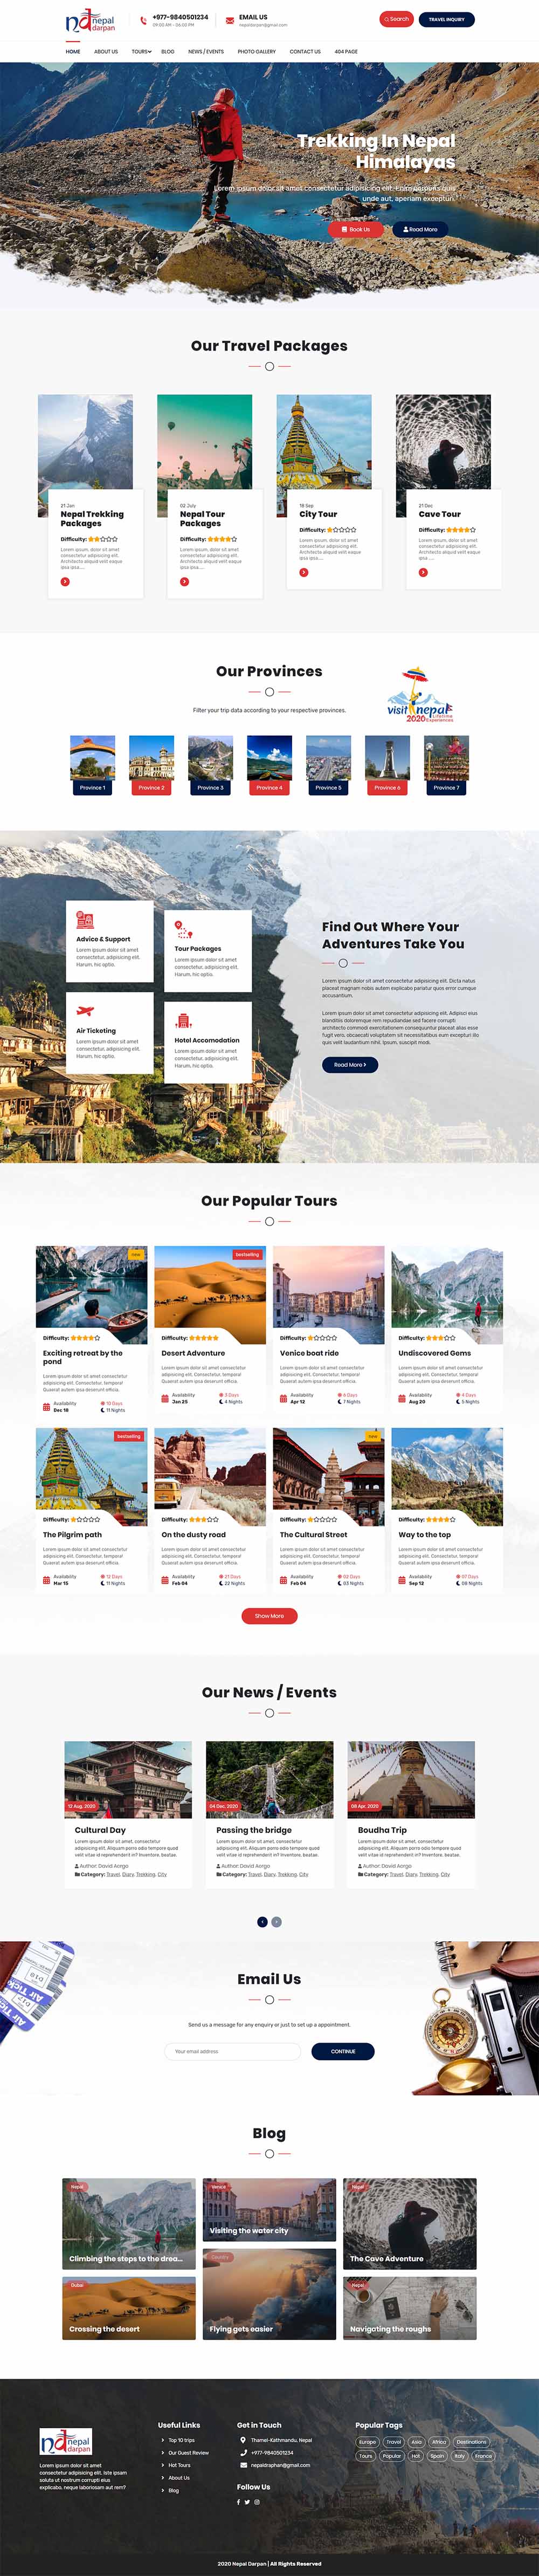 nepal
darpan
+977-9840501234
09:00 AM - 06:00 PM
EMAIL US
nepaldarpan@gmail.com
Search
TRAVEL INQUIRY
HOME
ABOUT US
TOURS
BLOG
NEWS / EVENTS
PHOTO GALLERY
CONTACT US
404 PAGE
Trekking In Nepal
Himalayas
Lorem ipsum dolor sit amet consectetur adipisicing elit. Enim perferis quis
unde aut, aperiam excepturi.
Book Us
Read More
Our Travel Packages
21 Jan
Nepal Trekking
Packages
Difficulty:
Lorem ipsum, dolor sit amet
consectetur adipisicing elit.
Architecto aliquid velit eaque
ipsa ipsa....
02 July
Nepal Tour
Packages
Difficulty:
Lorem ipsum, dolor sit amet
consectetur adipisicing elit.
Architecto aliquid velit eaque
ipsa ipsa....
18 Sep
City Tour
Difficulty:
Lorem ipsum, dolor sit amet
consectetur adipisicing elit.
Architecto aliquid velit eaque
ipsa ipsa....
21 Dec
Cave Tour
Difficulty:
Lorem ipsum, dolor sit amet
consectetur adipisicing elit.
Architecto aliquid velit eaque
ipsa ....
Our Provinces
Filter your trip data according to your respective provinces.
visit nepal
2020 Lifetime
Experiences
Province 1
Province 2
Province 3
Province 4
Province 5
Province 6
Province 7
Advice & Support
Lorem ipsum dolor sit amet
consectetur, adipisicing elit.
Harum, hic optio.
Tour Packages
Lorem ipsum dolor sit amet
consectetur, adipisicing elit.
Harum, hic optio.
Air Ticketing
Lorem ipsum dolor sit amet
consectetur, adipisicing elit.
Harum, hic optio.
Hotel Accomodation
Lorem ipsum dolor sit amet
consectetur, adipisicing elit.
Harum, hic optio.
Find Out Where Your
Adventures Take You
Lorem ipsum dolor sit amet consectetur adipisicing elit. Dicta natus
placeat magnam nobis autem explicabo pariatur quos error cumque
accusantium.
Lorem ipsum dolor sit amet consectetur adipisicing elit. Adipisci eius
blanditiis doloremque rem repudiandae sed facere corrupti
architecto commodi exercitationem consequuntur placeat alias esse
fugit vero, obcaecati voluptatem sit necessitatibus eum excepturi illo
quis velit laudantium nihil. Ipsum, suscipit modi.
Read More
Our Popular Tours
new
Difficulty:
Exciting retreat by the
pond
Lorem ipsum dolor sit amet consectetur
adipisicing elit. Consectetur, tempora!
Quaerat autem ipsa deserunt officia.
Availability
Dec 18
10 Days
11 Nights
bestselling
Difficulty:
Desert Adventure
Lorem ipsum dolor sit amet consectetur
adipisicing elit. Consectetur, tempora!
Quaerat autem ipsa deserunt officia.
Availability
Jan 25
3 Days
4 Nights
Difficulty:
Venice boat ride
Lorem ipsum dolor sit amet consectetur
adipisicing elit. Consectetur, tempora!
Quaerat autem ipsa deserunt officia.
Availability
Apr 12
6 Days
7 Nights
Difficulty:
Undiscovered Gems
Lorem ipsum dolor sit amet consectetur
adipisicing elit. Consectetur, tempora!
Quaerat autem ipsa deserunt officia.
Availability
Aug 20
4 Days
5 Nights
bestselling
Difficulty:
The Pilgrim path
Lorem ipsum dolor sit amet consectetur
adipisicing elit. Consectetur, tempora!
Quaerat autem ipsa deserunt officia.
Availability
Mar 15
12 Days
11 Nights
Difficulty:
On the dusty road
Lorem ipsum dolor sit amet consectetur
adipisicing elit. Consectetur, tempora!
Quaerat autem ipsa deserunt officia.
Availability
Feb 04
21 Days
22 Nights
new
Difficulty:
The Cultural Street
Lorem ipsum dolor sit amet consectetur
adipisicing elit. Consectetur, tempora!
Quaerat autem ipsa deserunt officia.
Availability
Feb 04
02 Days
03 Nights
Difficulty:
Way to the top
Lorem ipsum dolor sit amet consectetur
adipisicing elit. Consectetur, tempora!
Quaerat autem ipsa deserunt officia.
Availability
Sep 12
07 Days
08 Nights
Show More
Our News / Events
12 Aug, 2020
Cultural Day
Lorem ipsum dolor sit amet, consectetur
adipisicing elit. Aliquam porro odio tempore quod
velit vitae id reprehenderit in? Inventore, beatae.
Author: David Aorgo
Category: Travel, Diary, Trekking, City
04 Dec, 2020
Passing the bridge
Lorem ipsum dolor sit amet, consectetur
adipisicing elit. Aliquam porro odio tempore quod
velit vitae id reprehenderit in? Inventore, beatae.
Author: David Aorgo
Category: Travel, Diary, Trekking, City
08 Apr, 2020
Boudha Trip
Lorem ipsum dolor sit amet, consectetur
adipisicing elit. Aliquam porro odio tempore quod
velit vitae id reprehenderit in? Inventore, beatae.
Author: David Aorgo
Category: Travel, Diary, Trekking, City
Email Us
Send us a message for any enquiry or just to set up a appointment.
Your email address
CONTINUE
Blog
Nepal
Climbing the steps to the drea...
Venice
Visiting the water city
Nepal
The Cave Adventure
Dubai
Crossing the desert
Country
Flying gets easier
Nepal
Navigating the roughs
nepal
darpan
Lorem ipsum dolor sit amet
consectetur adipisicing elit. Iste ipsam
soluta ut nostrum corrupti eius
explicabo, neque laboriosam aut rem?
Useful Links
Top 10 trips
Our Guest Review
Hot Tours
About Us
Blog
Get in Touch
Thamel-Kathmandu, Nepal
+977-9840501234
nepaldraphan@gmail.com
Follow Us
Popular Tags
Europe
Travel
Asia
Africa
Destinations
Tours
Popular
Hot
Spain
Italy
France
2020 Nepal Darpan | All Rights Reserved